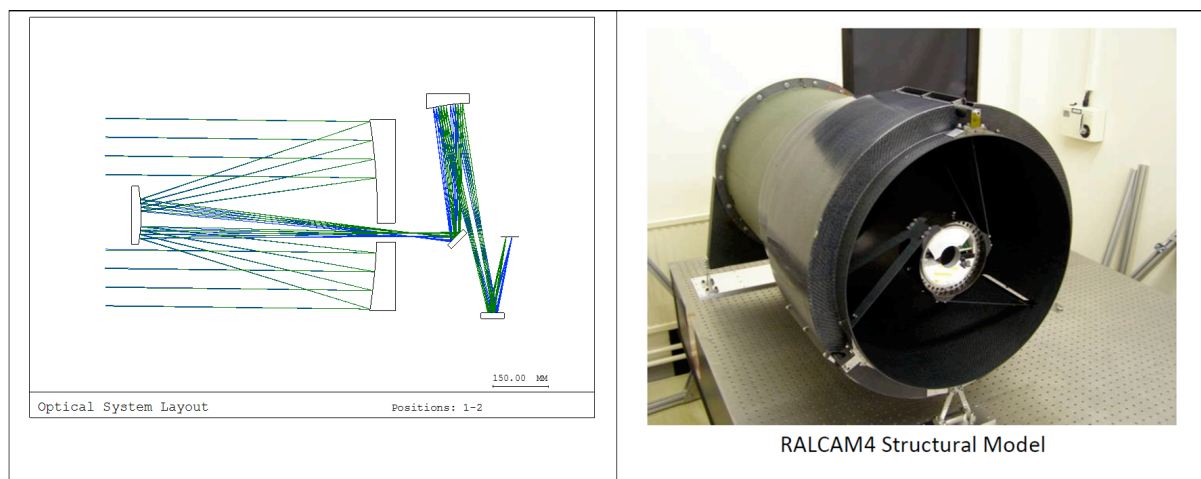 150.00 MM
Optical System Layout Positions: 1-2
RALCAM4 Structural Model